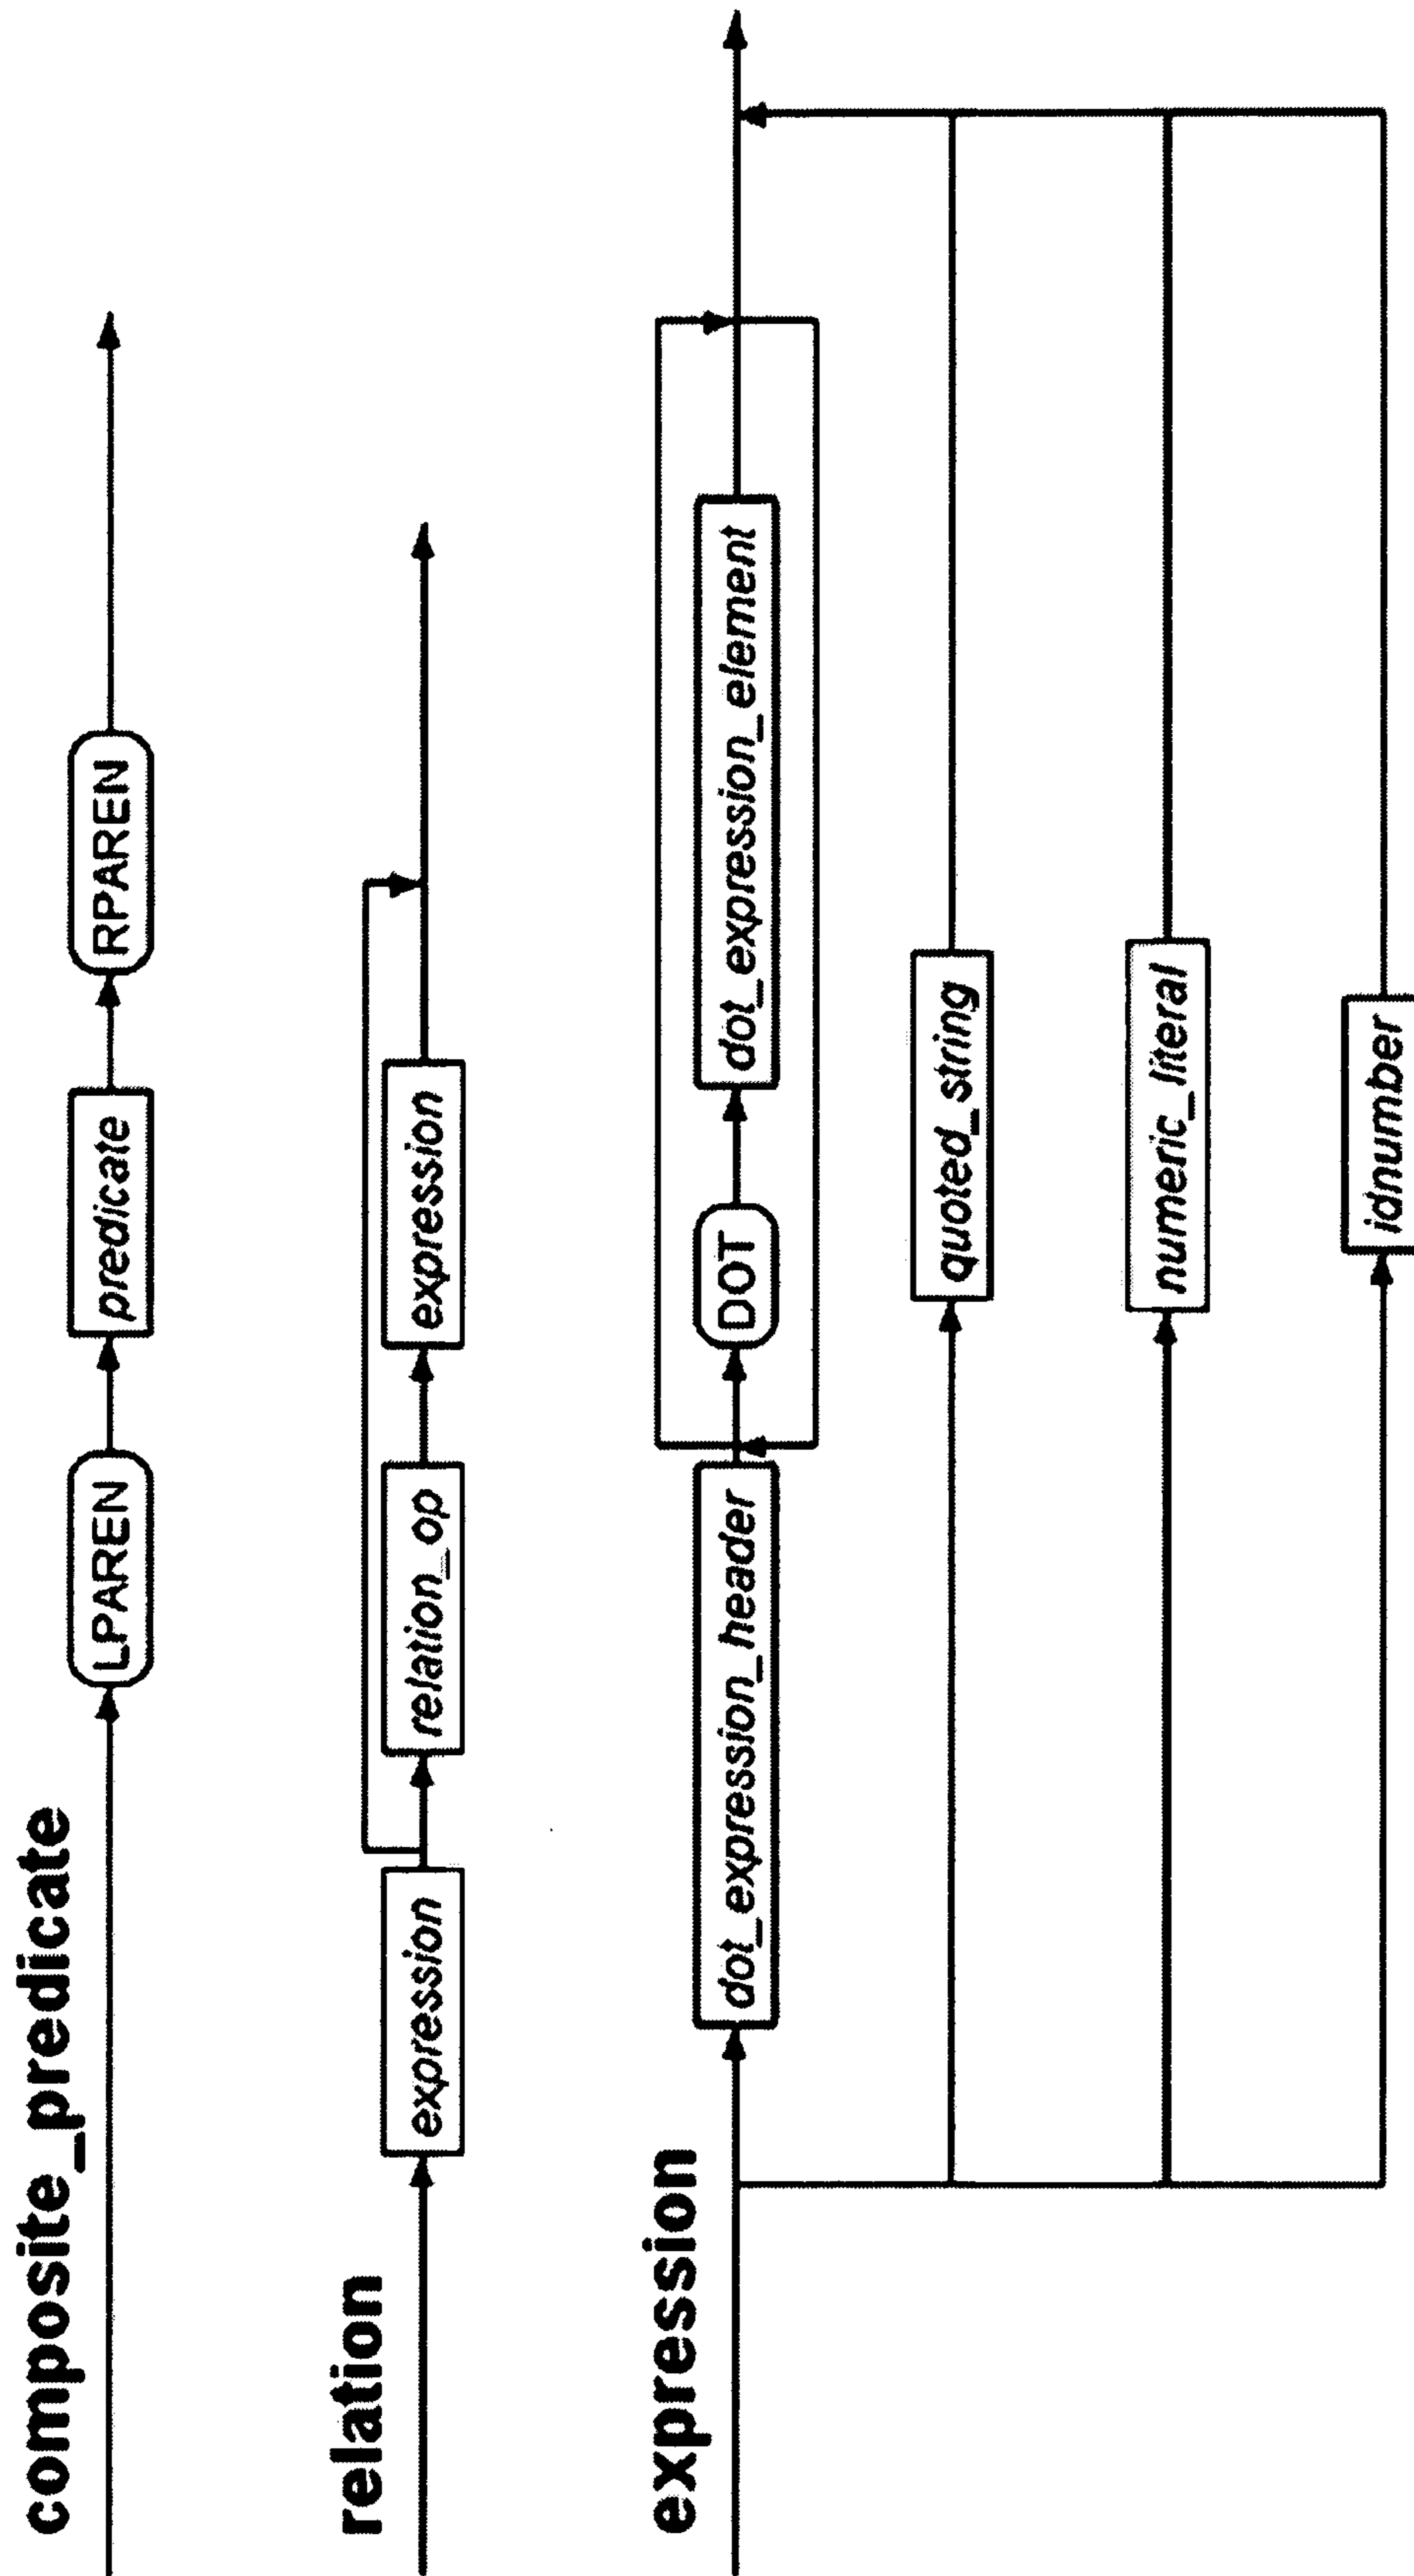 composite_predicate
LPAREN predicate RPAREN
relation
expression relation_op expression
expression
dot_expression_header DOT dot_expression_element
quoted_string
numeric_literal
idnumber